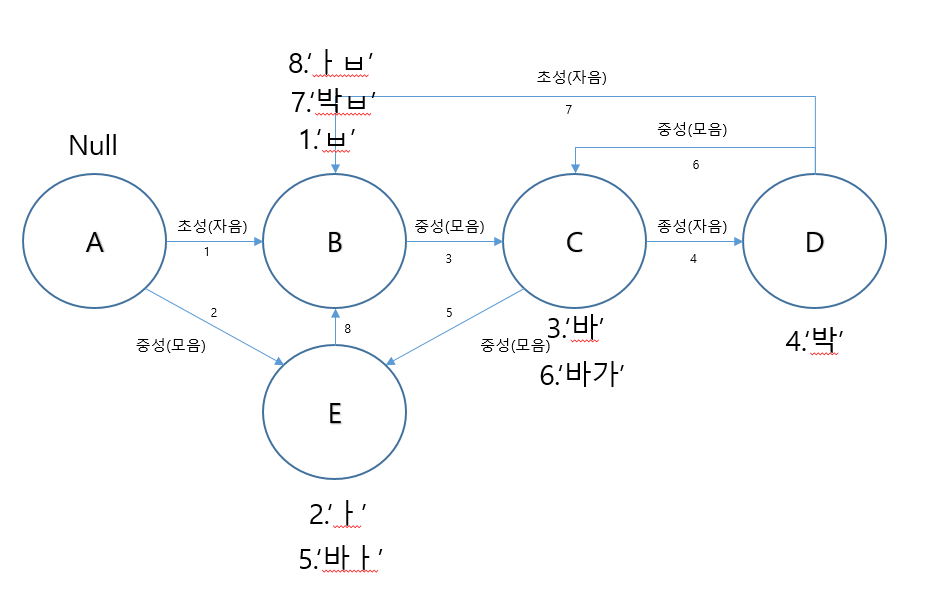 8.‘ㅏㅂ’
초성(자음)
7.‘박ㅂ’
7
1.‘ㅂ’
중성(모음)
Null
6
A
초성(자음)
1
B
중성(모음)
3
C
종성(자음)
4
D
2
중성(모음)
8
5
중성(모음)
3.‘바’
4.‘박’
6.‘바가’
E
2.‘ㅏ’
5.‘바ㅏ’